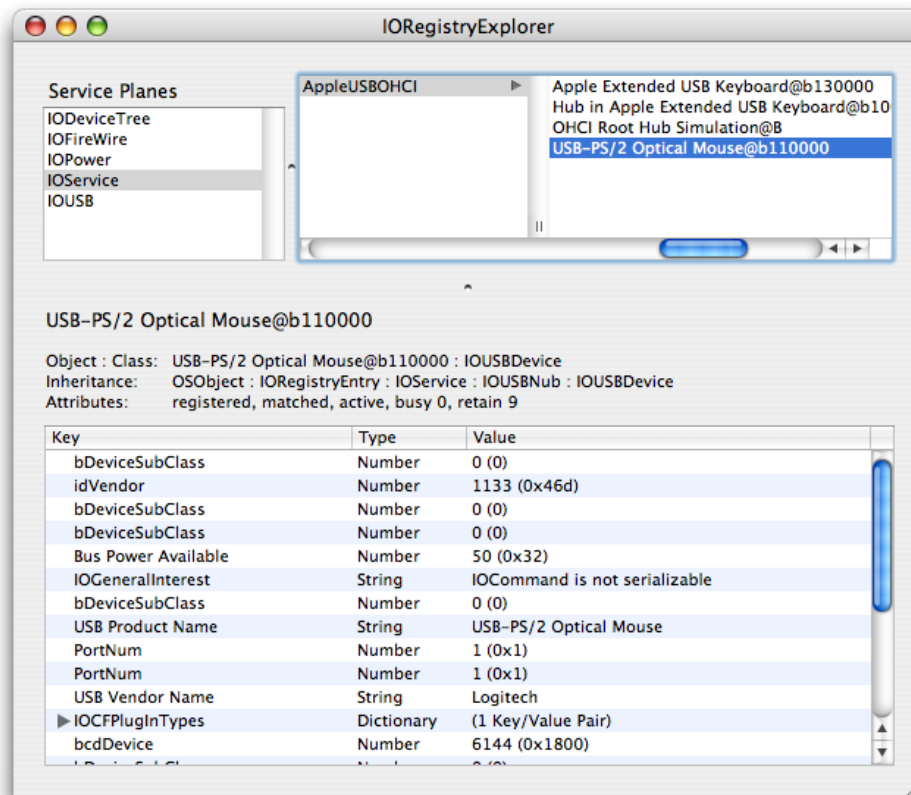 IORegistryExplorer
Service Planes
IODeviceTree
IOFireWire
IOPower
IOService
IOUSB
AppleUSBOHCI
Apple Extended USB Keyboard@b130000
Hub in Apple Extended USB Keyboard@b10
OHCI Root Hub Simulation@B
USB-PS/2 Optical Mouse@b110000
USB-PS/2 Optical Mouse@b110000
Object : Class: USB-PS/2 Optical Mouse@b110000 : IOUSBDevice
Inheritance: OSObject : IORegistryEntry : IOService : IOUSBNub : IOUSBDevice
Attributes: registered, matched, active, busy 0, retain 9
Key Type Value
bDeviceSubClass Number 0 (0)
idVendor Number 1133 (0x46d)
bDeviceSubClass Number 0 (0)
bDeviceSubClass Number 0 (0)
Bus Power Available Number 50 (0x32)
IOGeneralInterest String IOCommand is not serializable
bDeviceSubClass Number 0 (0)
USB Product Name String USB-PS/2 Optical Mouse
PortNum Number 1 (0x1)
PortNum Number 1 (0x1)
USB Vendor Name String Logitech
IOCFPlugInTypes Dictionary (1 Key/Value Pair)
bcdDevice Number 6144 (0x1800)